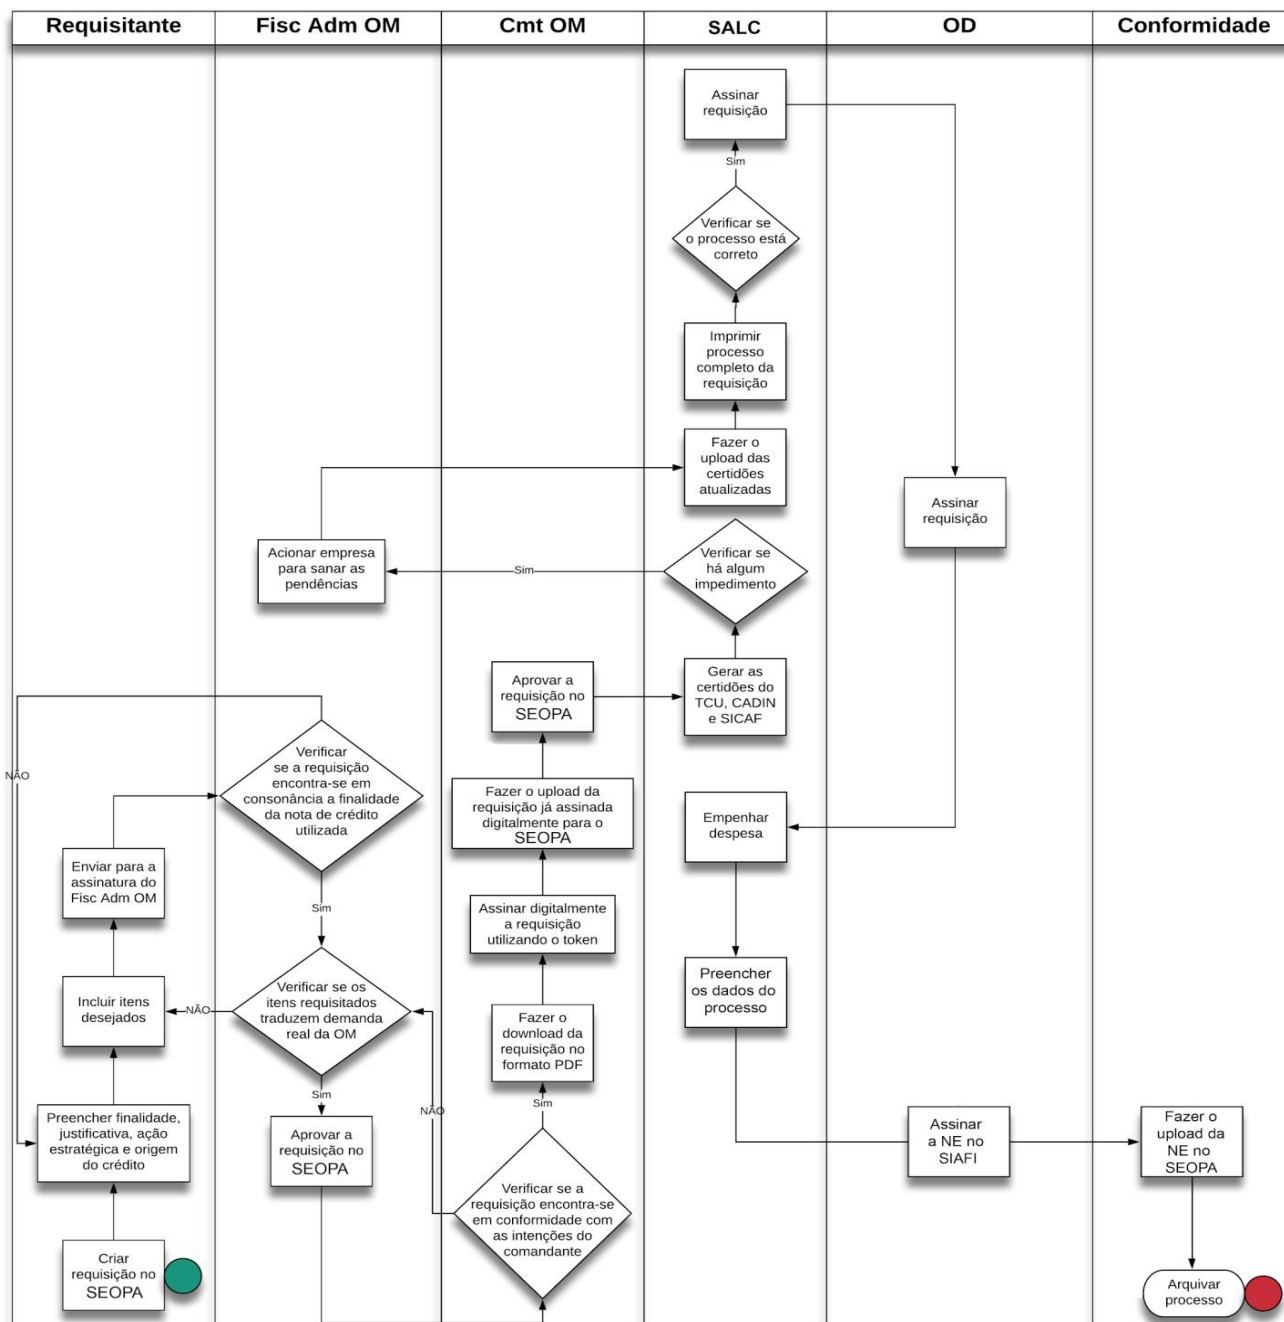 Requisitante
Fisc Adm OM
Cmt OM
SALC
OD
Conformidade
Assinar
requisição
Sim
Verificar se
o processo está
correto
Imprimir
processo
completo da
requisição
Fazer o
upload das
certidões
atualizadas
Assinar
requisição
Acionar empresa
para sanar as
pendências
Sim
Verificar se
há algum
impedimento
Aprovar a
requisição no
SEOPA
Gerar as
certidões do
TCU, CADIN
e SICAF
NÃO
Verificar
se a requisição
encontra-se em
consonância a finalidade
da nota de crédito
utilizada
Fazer o upload da
requisição já assinada
digitalmente para o
SEOPA
Empenhar
despesa
Enviar para a
assinatura do
Fisc Adm OM
Sim
Assinar digitalmente
a requisição
utilizando o token
Incluir itens
desejados
NÃO
Verificar se os
itens requisitados
traduzem demanda
real da OM
Fazer o
download da
requisição no
formato PDF
Preencher
os dados do
processo
Sim
NÃO
Sim
Preencher finalidade,
justificativa, ação
estratégica e origem
do crédito
Aprovar a
requisição no
SEOPA
Assinar
a NE no
SIAFI
Fazer o
upload da
NE no
SEOPA
Verificar se a
requisição encontra-se
em conformidade com
as intenções do
comandante
Criar
requisição no
SEOPA
Arquivar
processo